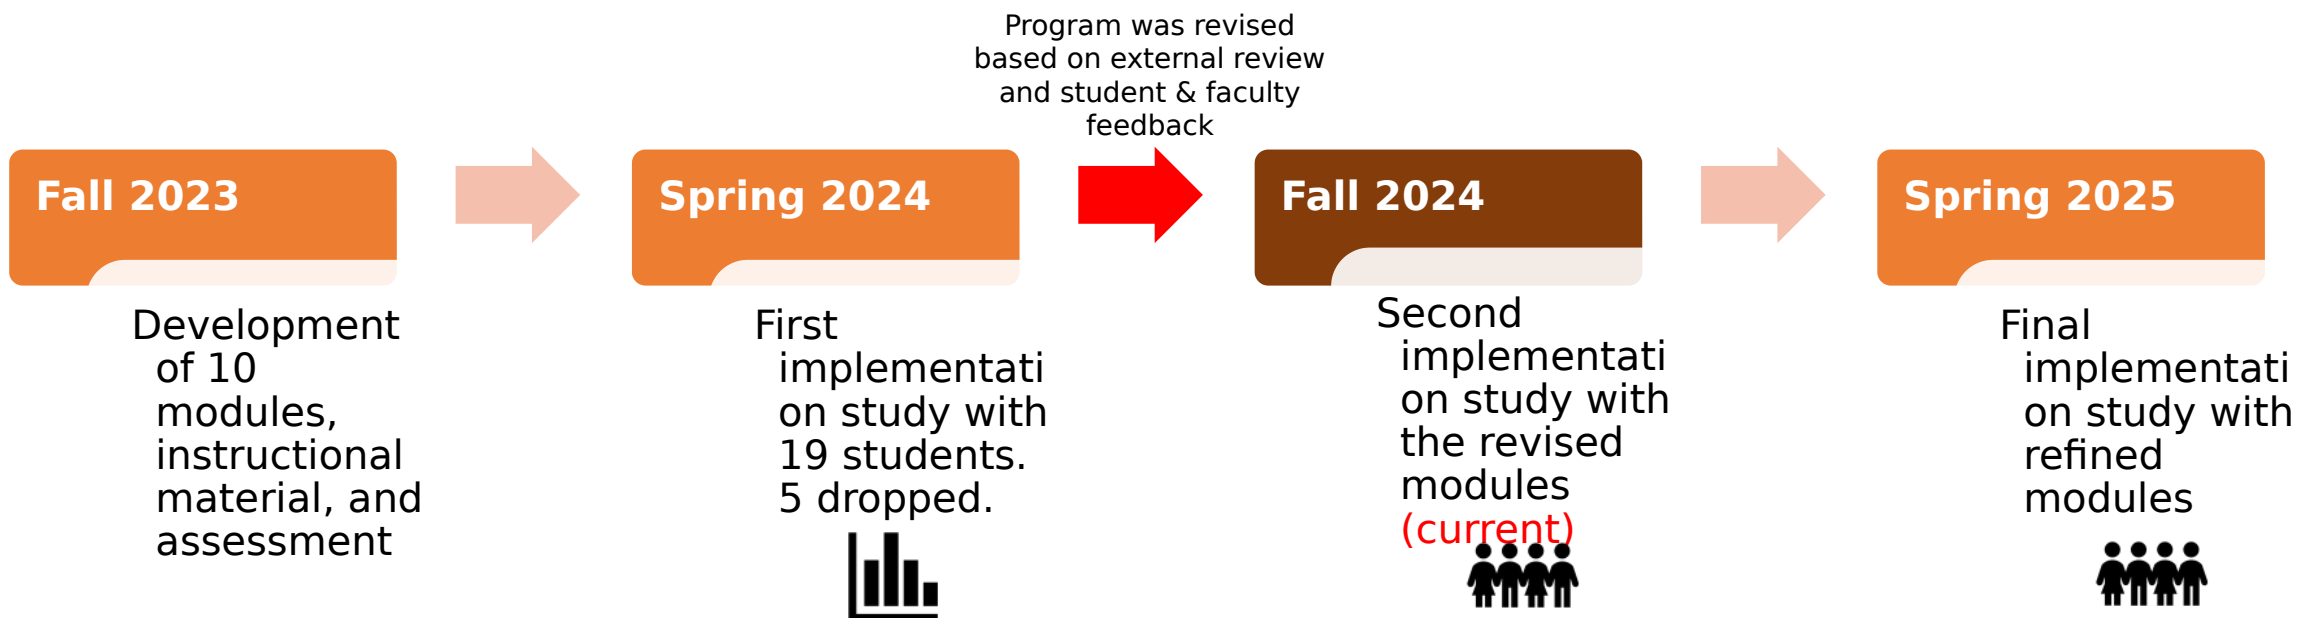 Program was revised
based on external review
and student & faculty
feedback
Fall 2023
Development
of 10
modules,
instructional
material, and
assessment
Spring 2024
First
implementati
on study with
19 students.
5 dropped.
Fall 2024
Second
implementati
on study with
the revised
modules
(current)
Spring 2025
Final
implementati
on study with
refined
modules